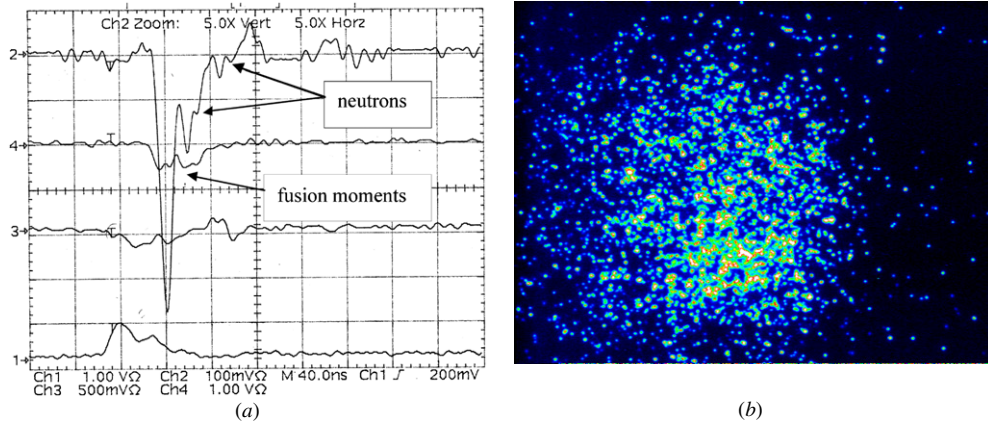 Ch2 Zoom: 5.0X Vert 5.0X Horz
2
neutrons
4
fusion moments
3
1
Ch1 1.00 VΩ Ch2 100mVΩ M 40.0ns Ch1 ʃ 200mV
Ch3 500mVΩ Ch4 1.00 VΩ
(a) (b)